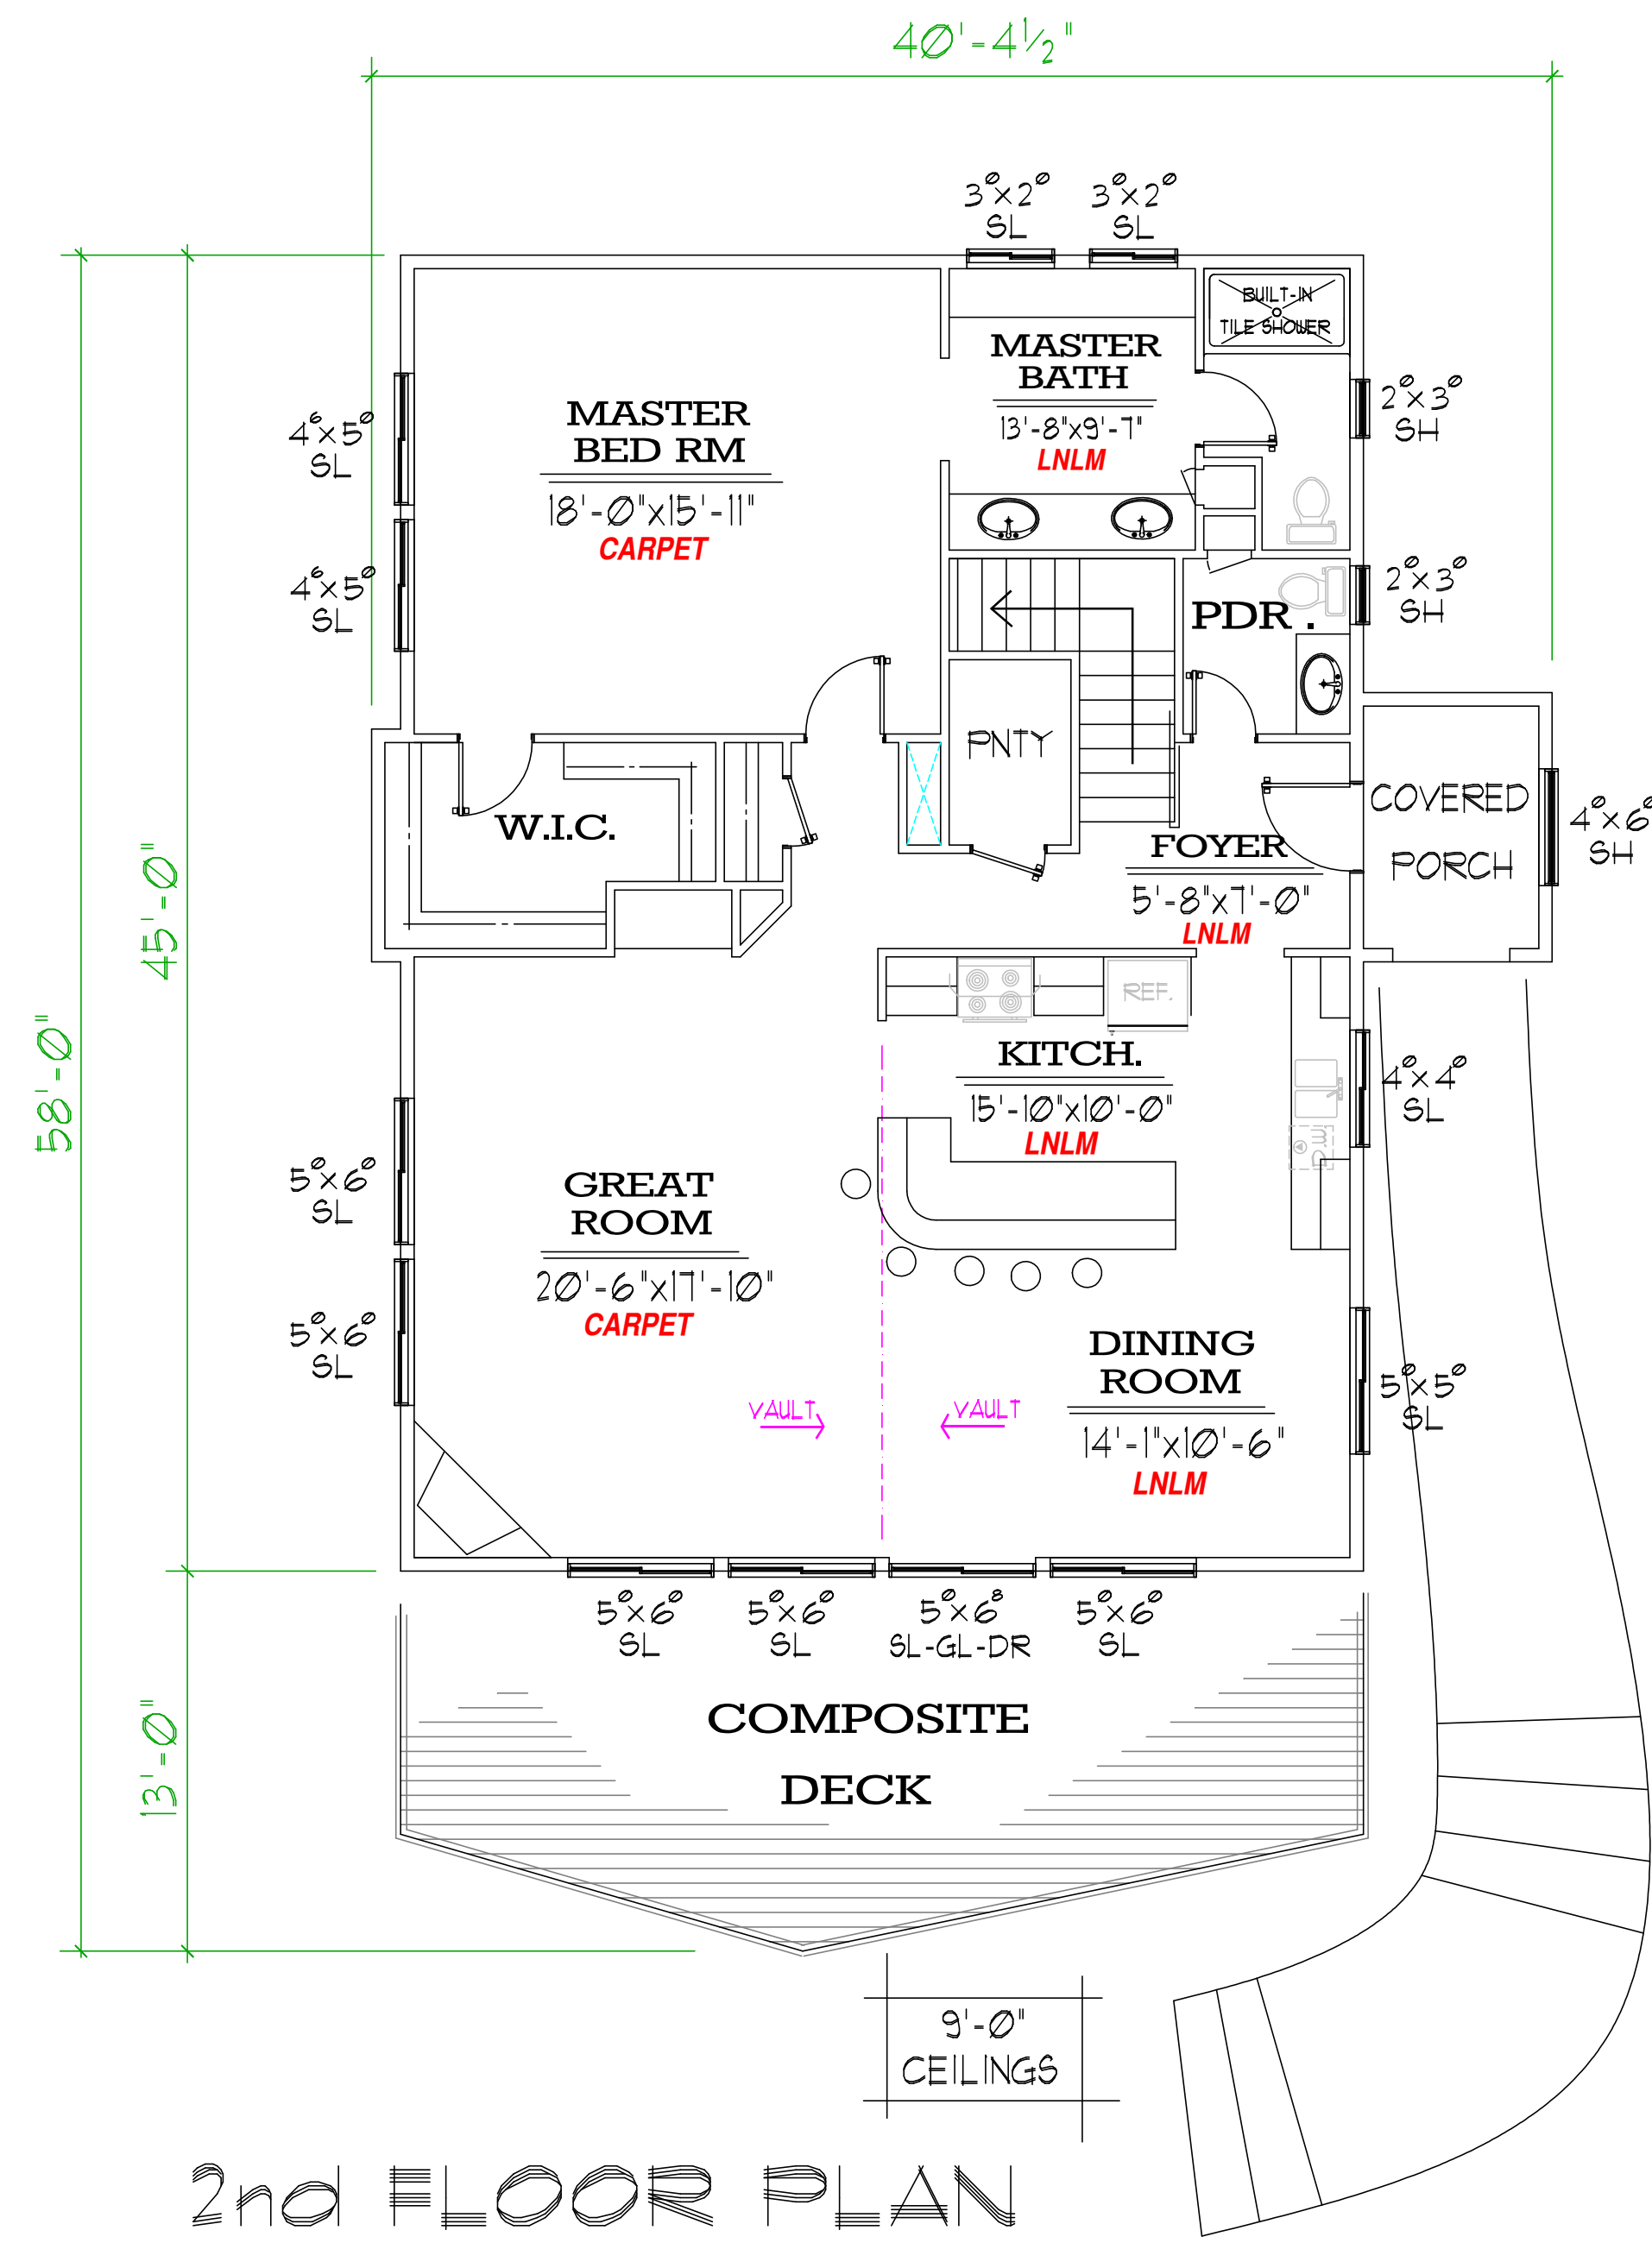 40'-4½"
3⁰x2⁰
SL
3⁰x2⁰
SL
BUILT-IN
TILE SHOWER
MASTER
BATH
13'-8"x9'-7"
LNLM
2⁰x3⁰
SH
MASTER
BED RM
18'-0"x15'-11"
CARPET
4⁶x5⁰
SL
4⁶x5⁰
SL
2⁰x3⁰
SH
PDR.
PNTY
W.I.C.
COVERED
PORCH
4⁰x6⁰
SH
FOYER
5'-8"x7'-0"
LNLM
45'-0"
58'-0"
REF.
KITCH.
15'-10"x10'-0"
LNLM
4⁰x4⁰
SL
GREAT
ROOM
20'-6"x17'-10"
CARPET
5⁰x6⁰
SL
5⁰x6⁰
SL
DINING
ROOM
14'-1"x10'-6"
LNLM
5⁰x5⁰
SL
VAULT
VAULT
5⁰x6⁰
SL
5⁰x6⁰
SL
5⁰x6⁸
SL-GL-DR
5⁰x6⁰
SL
13'-0"
COMPOSITE
DECK
9'-0"
CEILINGS
2nd FLOOR PLAN